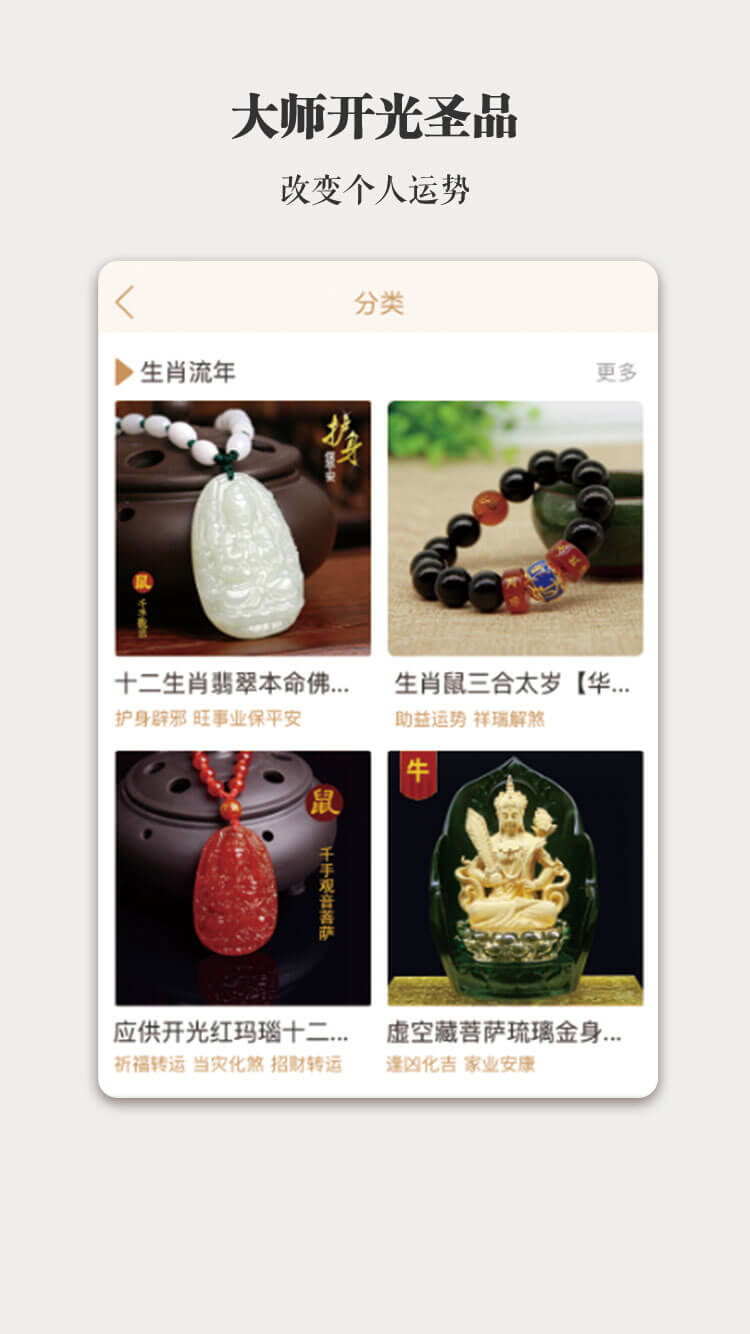 大师开光圣品
改变个人运势
分类
生肖流年
更多
护身
保平安
鼠
千手观音
十二生肖翡翠本命佛...
护身辟邪 旺事业保平安
生肖鼠三合太岁【华...
助益运势 祥瑞解煞
鼠
千手观音菩萨
牛
应供开光红玛瑙十二...
祈福转运 当灾化煞 招财转运
虚空藏菩萨琉璃金身...
逢凶化吉 家业安康